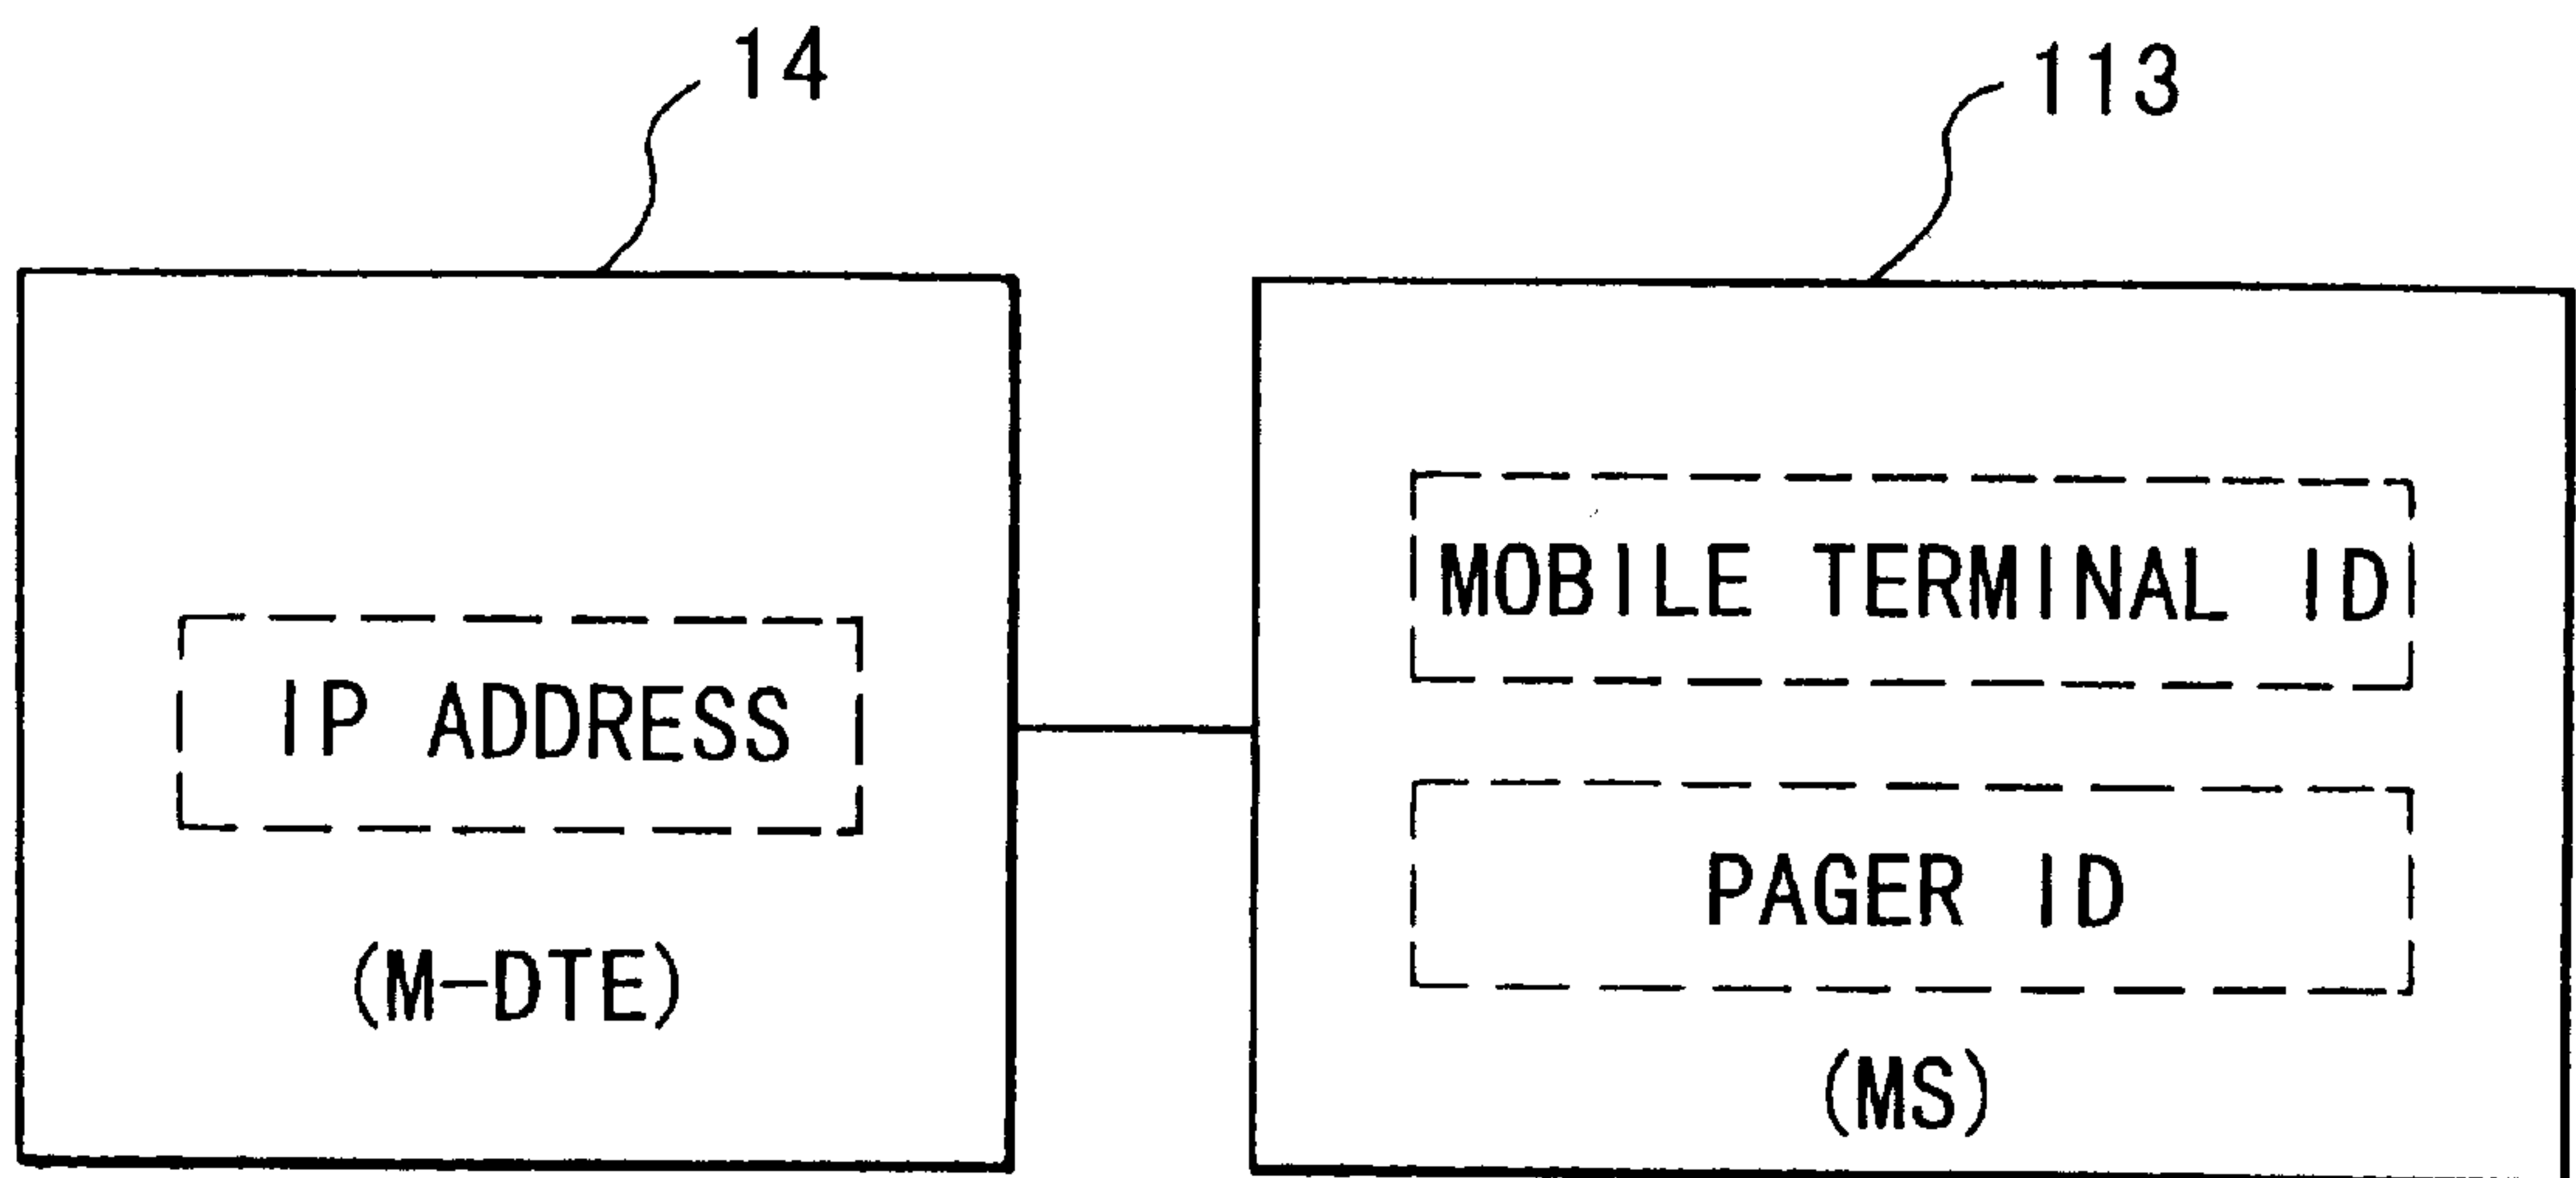 14
113
IP ADDRESS
(M-DTE)
MOBILE TERMINAL ID
PAGER ID
(MS)